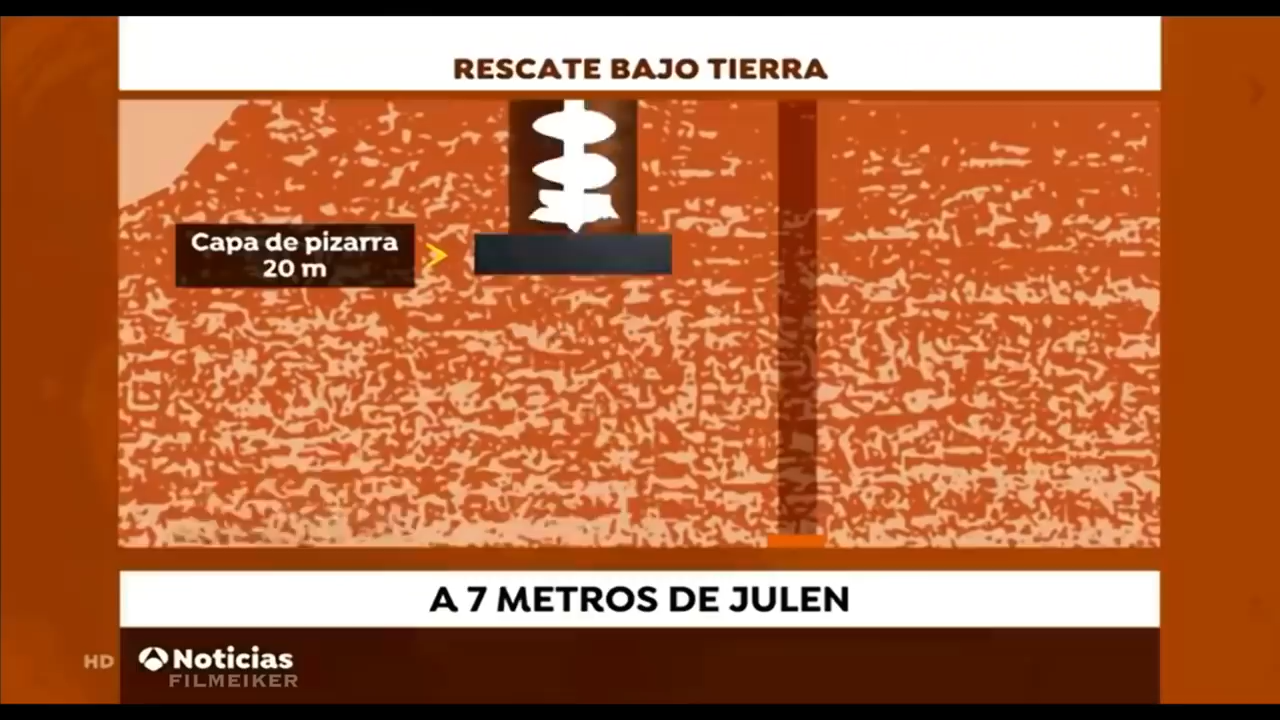 RESCATE BAJO TIERRA
Capa de pizarra
20 m
A 7 METROS DE JULEN
HD
Noticias
FILMEIKER